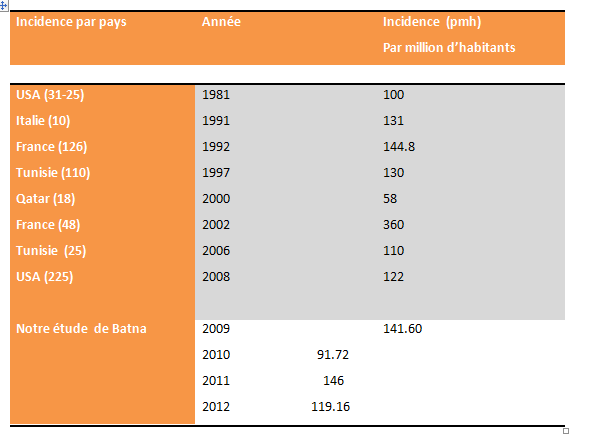 Incidence par pays Année Incidence (pmh)
Par million d’habitants
USA (31-25) 1981 100
Italie (10) 1991 131
France (126) 1992 144.8
Tunisie (110) 1997 130
Qatar (18) 2000 58
France (48) 2002 360
Tunisie (25) 2006 110
USA (225) 2008 122
Notre étude de Batna 2009 141.60
2010 91.72
2011 146
2012 119.16